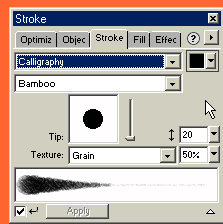 Stroke
Optimiz Objec Stroke Fill Effec ?
Calligraphy
Bamboo
Tip: 20
Texture: Grain 50%
Apply